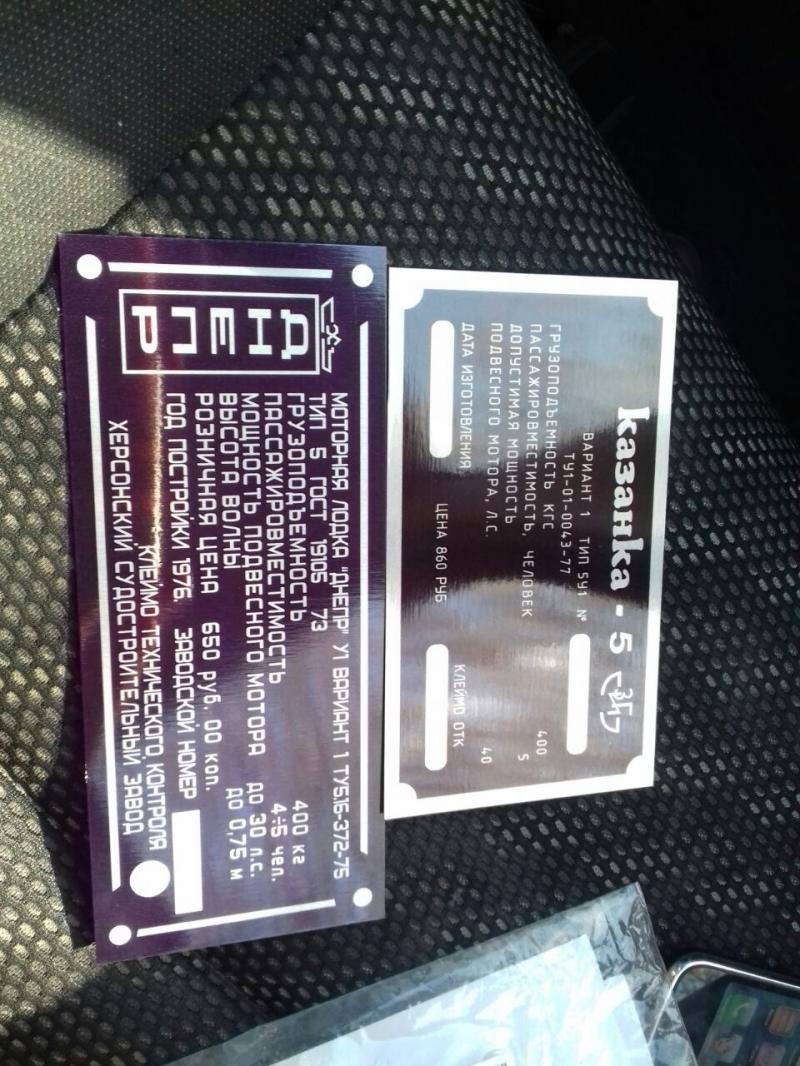 ДНЕПР
МОТОРНАЯ ЛОДКА "ДНЕПР" У1 ВАРИАНТ 1 ТУ5.16-372-75
ТИП 5 ГОСТ 19105 73
ГРУЗОПОДЪЕМНОСТЬ 400 кг
ПАССАЖИРОВМЕСТИМОСТЬ 4÷5 чел.
МОЩНОСТЬ ПОДВЕСНОГО МОТОРА ДО 30 Л.С.
ВЫСОТА ВОЛНЫ ДО 0,75 м
РОЗНИЧНАЯ ЦЕНА 650 руб. 00 коп.
ГОД ПОСТРОЙКИ 1976. ЗАВОДСКОЙ НОМЕР
КЛЕЙМО ТЕХНИЧЕСКОГО КОНТРОЛЯ
ХЕРСОНСКИЙ СУДОСТРОИТЕЛЬНЫЙ ЗАВОД
казанка - 5
ВАРИАНТ 1 ТИП 5У1 №
ТУ1-01-0043-77
ГРУЗОПОДЪЕМНОСТЬ КГС 400
ПАССАЖИРОВМЕСТИМОСТЬ, ЧЕЛОВЕК 5
ДОПУСТИМАЯ МОЩНОСТЬ
ПОДВЕСНОГО МОТОРА, Л.С. 40
ДАТА ИЗГОТОВЛЕНИЯ КЛЕЙМО ОТК
ЦЕНА 860 РУБ